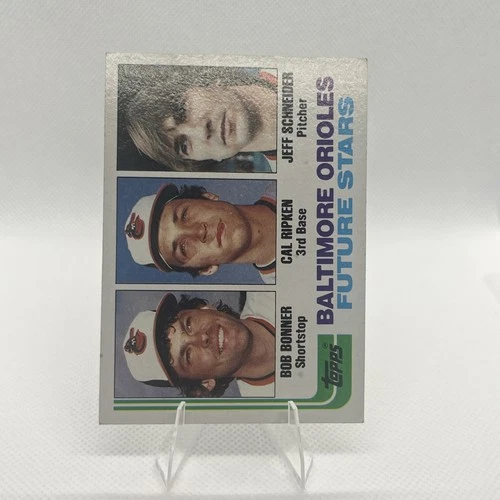 BOB BONNER
Shortstop
CAL RIPKEN
3rd Base
JEFF SCHNEIDER
Pitcher
topps
BALTIMORE ORIOLES
FUTURE STARS